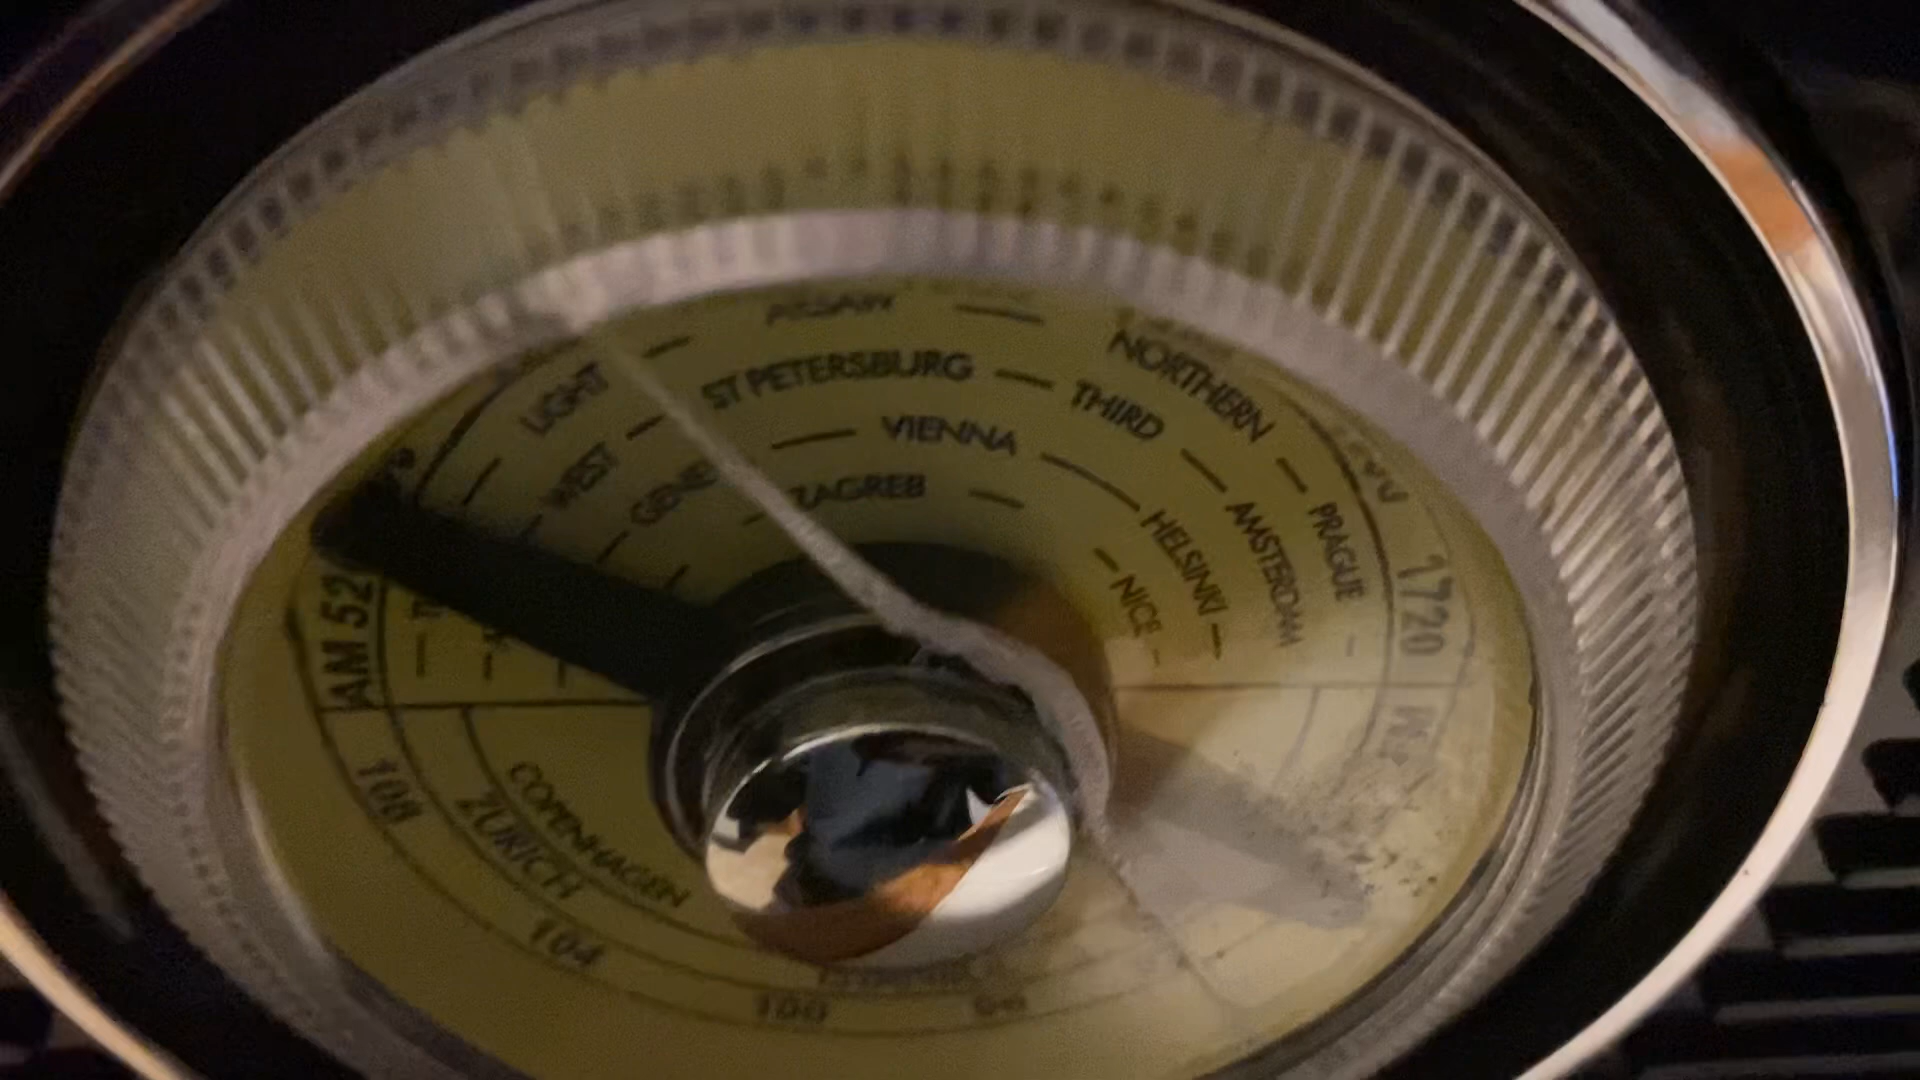 LIGHT
NORTHERN
PRAGUE
WEST
ST PETERSBURG
THIRD
AMSTERDAM
VIENNA
HELSINKI
ZAGREB
NICE
1720
AM 52
108
104
100
ZURICH
COPENHAGEN